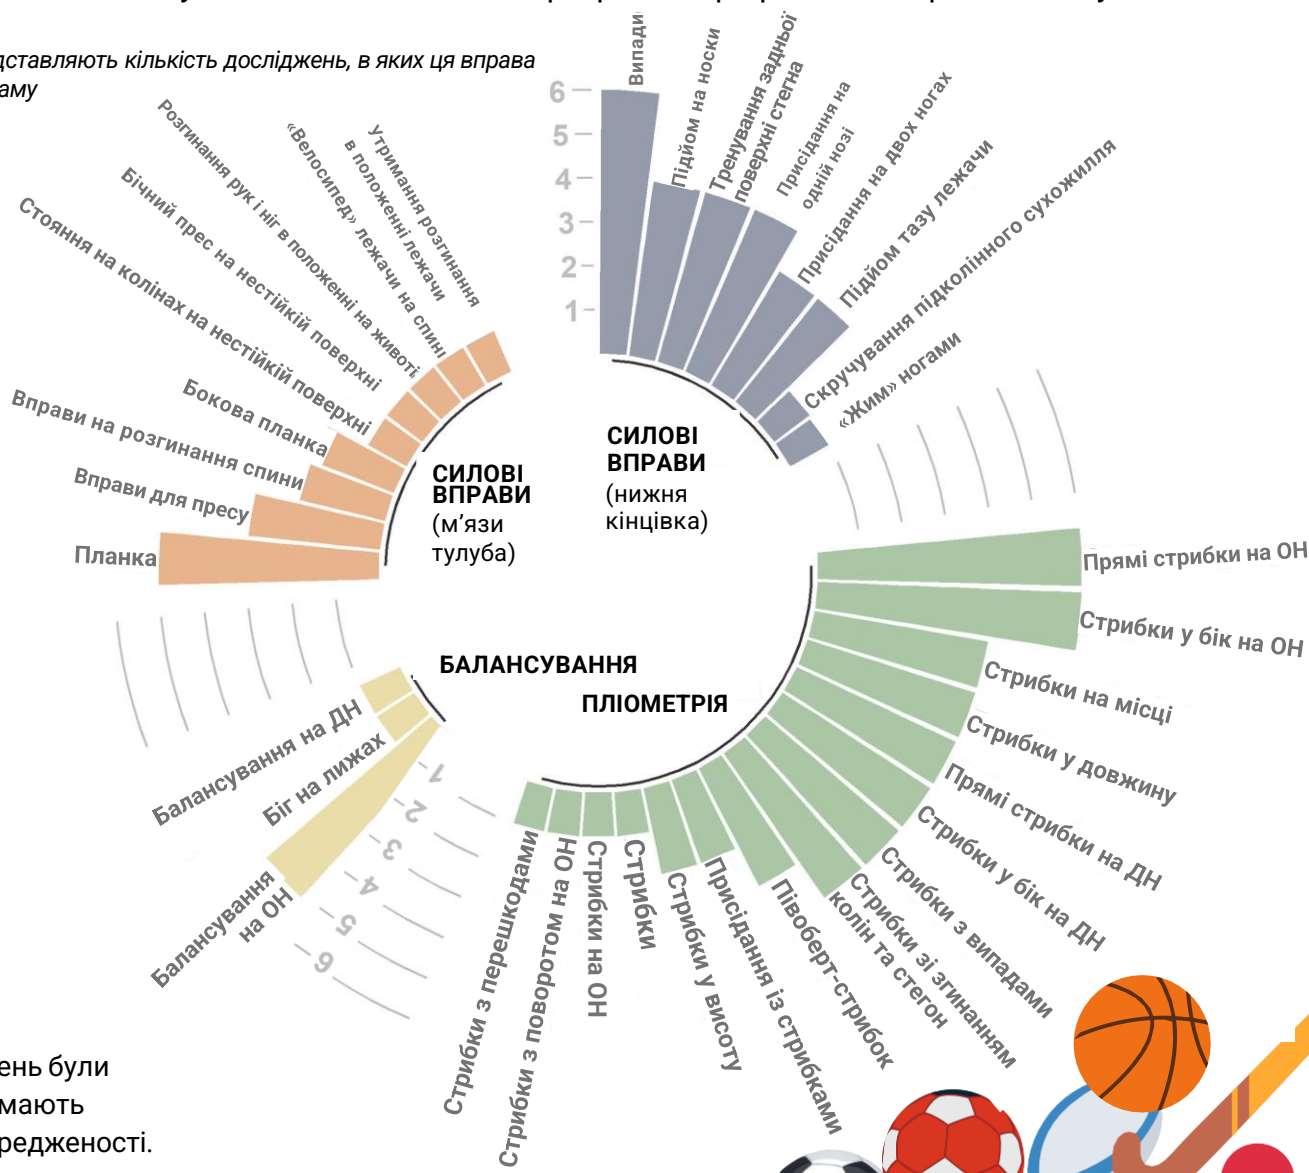 дставляють кількість досліджень, в яких ця вправа
аму
6
5
4
3
2
1
Випади
Підйом на носки
Тренування задньої
поверхні стегна
Присідання на
одній нозі
Присідання на двох ногах
Підйом тазу лежачи
Скручування підколінного сухожилля
«Жим» ногами
СИЛОВІ
ВПРАВИ
(нижня
кінцівка)
Утримання розгинання
в положенні лежачи
«Велосипед» лежачи на спині
Розгинання рук і ніг в положенні на животі
Бічний прес на нестійкій поверхні
Стояння на колінах на нестійкій поверхні
Бокова планка
Вправи на розгинання спини
Вправи для пресу
Планка
СИЛОВІ
ВПРАВИ
(м’язи
тулуба)
БАЛАНСУВАННЯ
ПЛІОМЕТРІЯ
Прямі стрибки на ОН
Стрибки у бік на ОН
Стрибки на місці
Стрибки у довжину
Прямі стрибки на ДН
Стрибки у бік на ДН
Стрибки з випадами
Стрибки зі згинанням
колін та стегон
Півоберт-стрибок
Присідання із стрибками
Стрибки у висоту
Стрибки
Стрибки на ОН
Стрибки з поворотом на ОН
Стрибки з перешкодами
Балансування на ДН
Біг на лижах
Балансування
на ОН
1
2
3
4
5
6
ень були
мають
редженості.